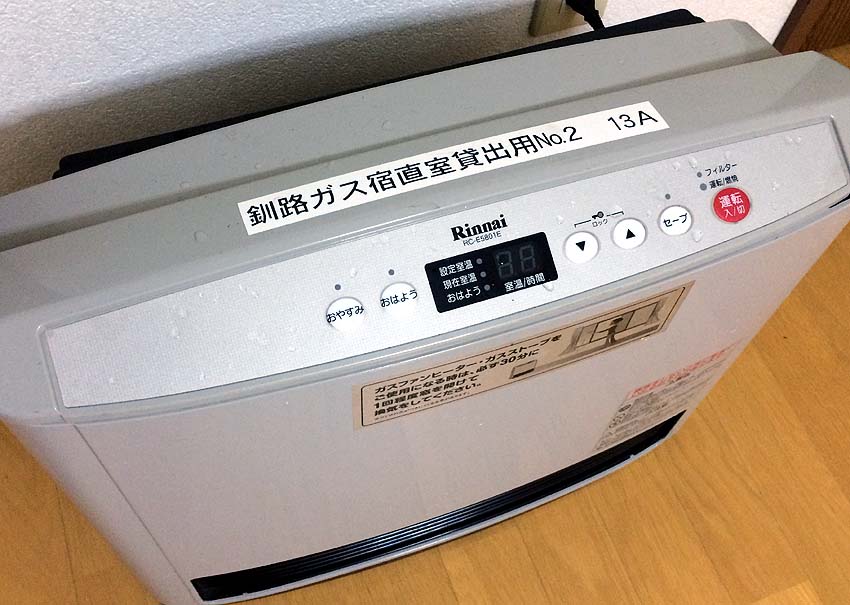 釧路ガス宿直室貸出用No.2 13A
Rinnai
RC-E5801E
おやすみ
おはよう
設定室温
現在室温
おはよう
室温/時間
ロック
▼
▲
セーブ
フィルター
運転/燃焼
運転
入/切
ガスファンヒーター・ガスストーブを
ご使用になる時は、必ず30分に
1回程度窓を開けて
換気をしてください。